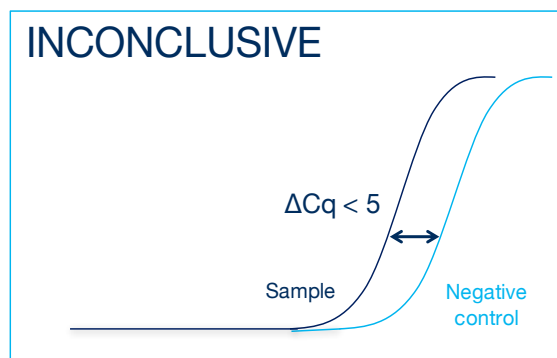 INCONCLUSIVE
ΔCq < 5
Sample
Negative
control